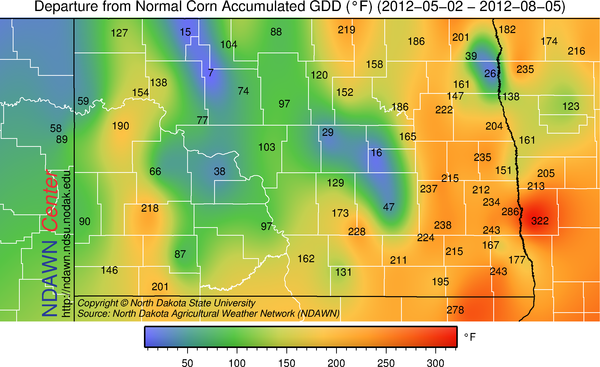 Departure from Normal Corn Accumulated GDD (°F) (2012−05−02 − 2012−08−05)
127 15 104 88 219 186 201 182 174 216
39 26 235
7 158
59 154 138 74 97 120 152 161 147 138 123
186 222
58 89 190 77 103 29 165 204 161
16 235
66 38 129 237 215 151 205 213
212
218 173 47 234 286 322
90 97 228 224 238 243
87 162 211 215 167 177
146 131 243
201 195
278
NDAWN Center
http://ndawn.ndsu.nodak.edu
Copyright © North Dakota State University
Source: North Dakota Agricultural Weather Network (NDAWN)
°F
50 100 150 200 250 300